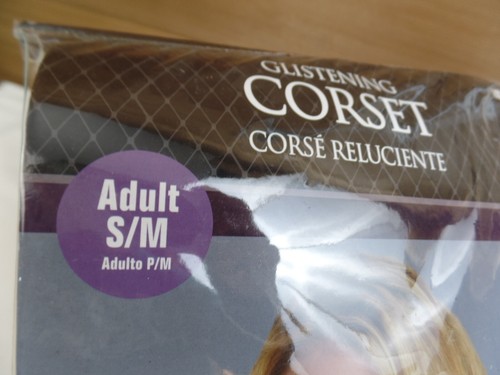 GLISTENING
CORSET
CORSÉ RELUCIENTE
Adult
S/M
Adulto P/M